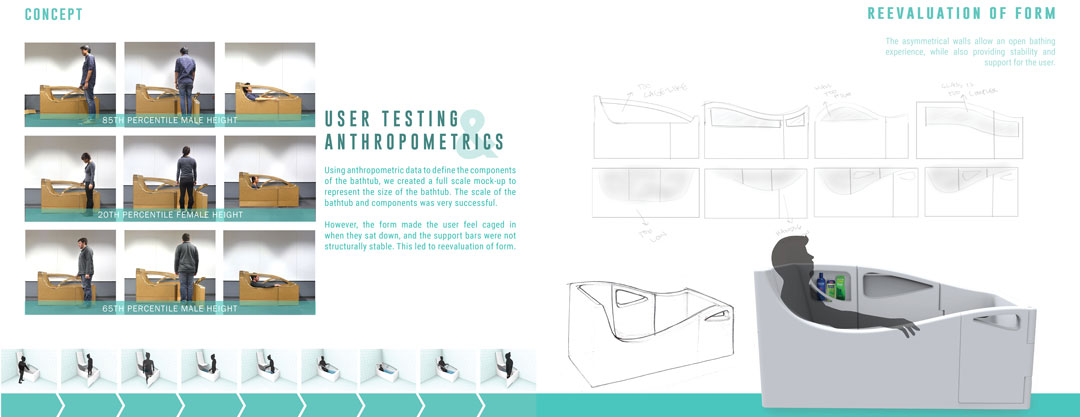 CONCEPT
85TH PERCENTILE MALE HEIGHT
20TH PERCENTILE FEMALE HEIGHT
65TH PERCENTILE MALE HEIGHT
USER TESTING &
ANTHROPOMETRICS
Using anthropometric data to define the components
of the bathtub, we created a full scale mock-up to
represent the size of the bathtub. The scale of the
bathtub and components was very successful.
However, the form made the user feel caged in
when they sat down, and the support bars were not
structurally stable. This led to reevaluation of form.
REEVALUATION OF FORM
The asymmetrical walls allow an open bathing
experience, while also providing stability and
support for the user.